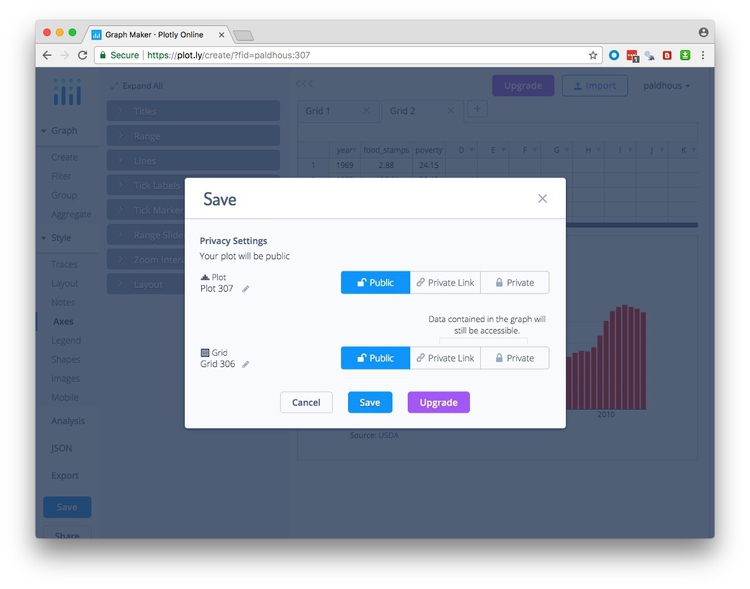 Graph Maker · Plotly Online
Secure
https://plot.ly/create/?fid=paldhous:307
1
Expand All
Upgrade
Import
paldhous
Graph
Create
Filter
Group
Aggregate
Style
Traces
Layout
Notes
Axes
Legend
Shapes
Images
Mobile
Analysis
JSON
Export
Save
Share
Titles
Range
Lines
Tick Labels
Tick Marker
Range Slide
Zoom Intera
Layout
Grid 1
Grid 2
year food_stamps poverty D E F G H I J K
1 1969 2.88 24.15
Save
Privacy Settings
Your plot will be public
Plot
Plot 307
Public Private Link Private
Data contained in the graph will
still be accessible.
Grid
Grid 306
Public Private Link Private
Cancel Save Upgrade
2010
Source: USDA